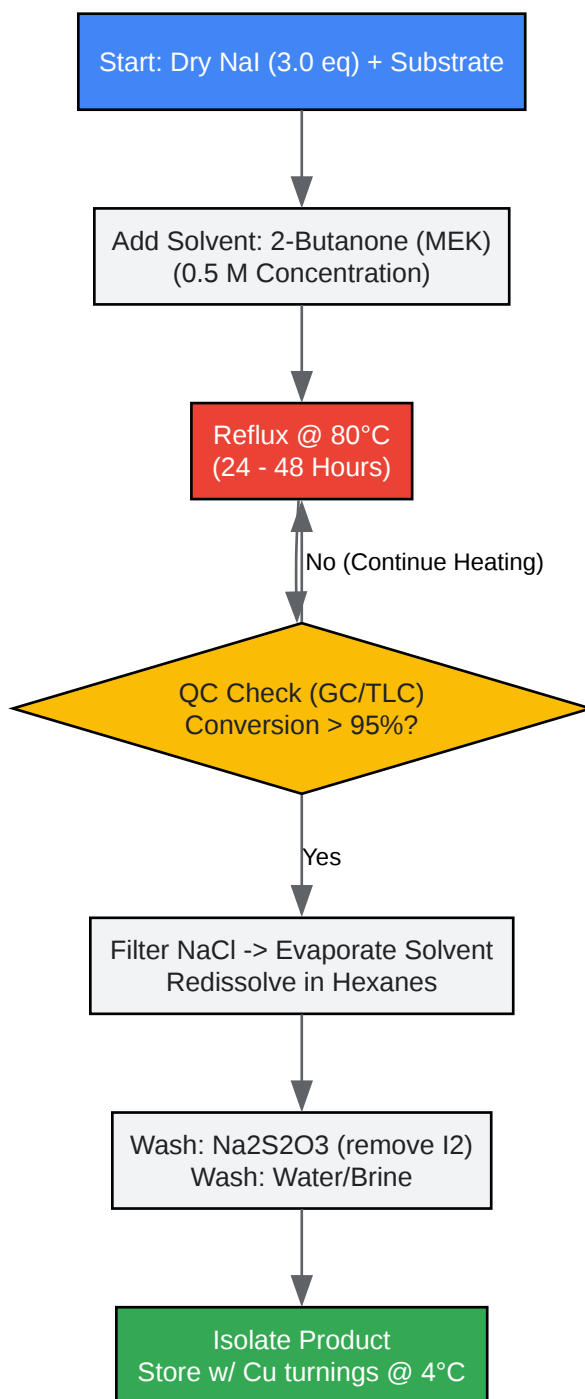 Start: Dry NaI (3.0 eq) + Substrate
Add Solvent: 2-Butanone (MEK)
(0.5 M Concentration)
Reflux @ 80°C
(24 - 48 Hours)
No (Continue Heating)
QC Check (GC/TLC)
Conversion > 95%?
Yes
Filter NaCl -> Evaporate Solvent
Redissolve in Hexanes
Wash: Na2S2O3 (remove I2)
Wash: Water/Brine
Isolate Product
Store w/ Cu turnings @ 4°C